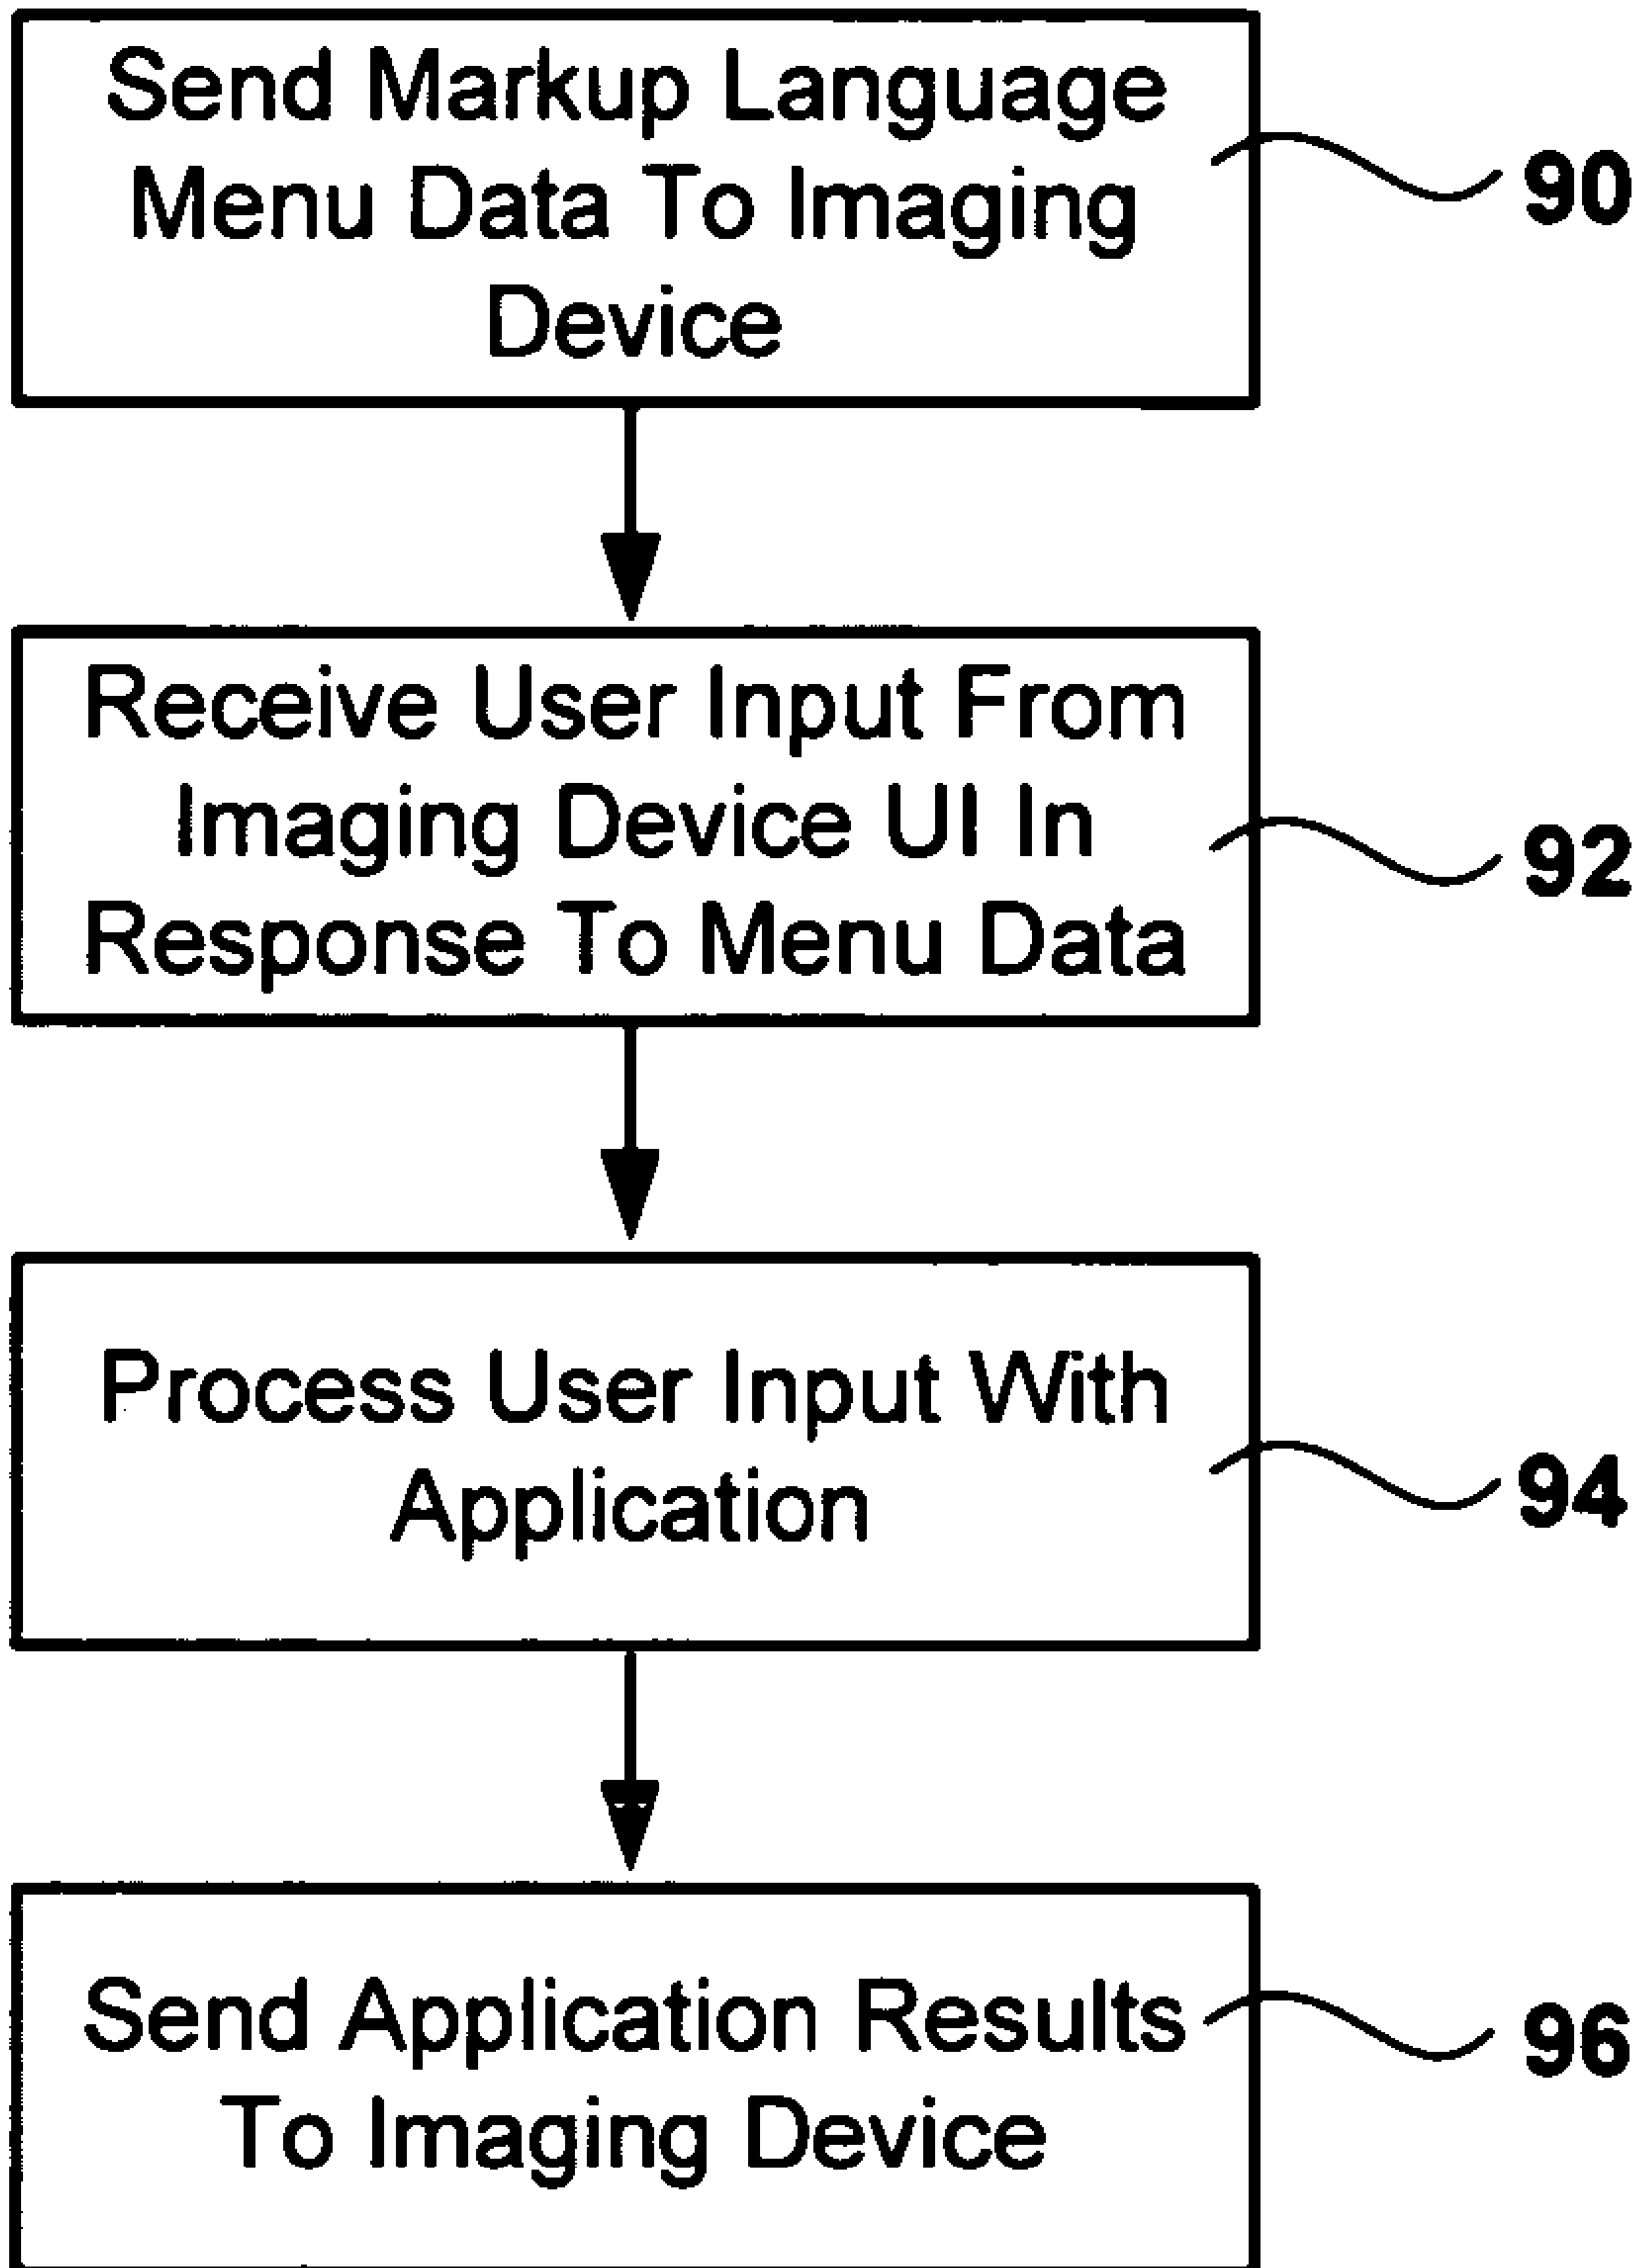 Send Markup Language
Menu Data To Imaging
Device
90
Receive User Input From
Imaging Device UI In
Response To Menu Data
92
Process User Input With
Application
94
Send Application Results
To Imaging Device
96